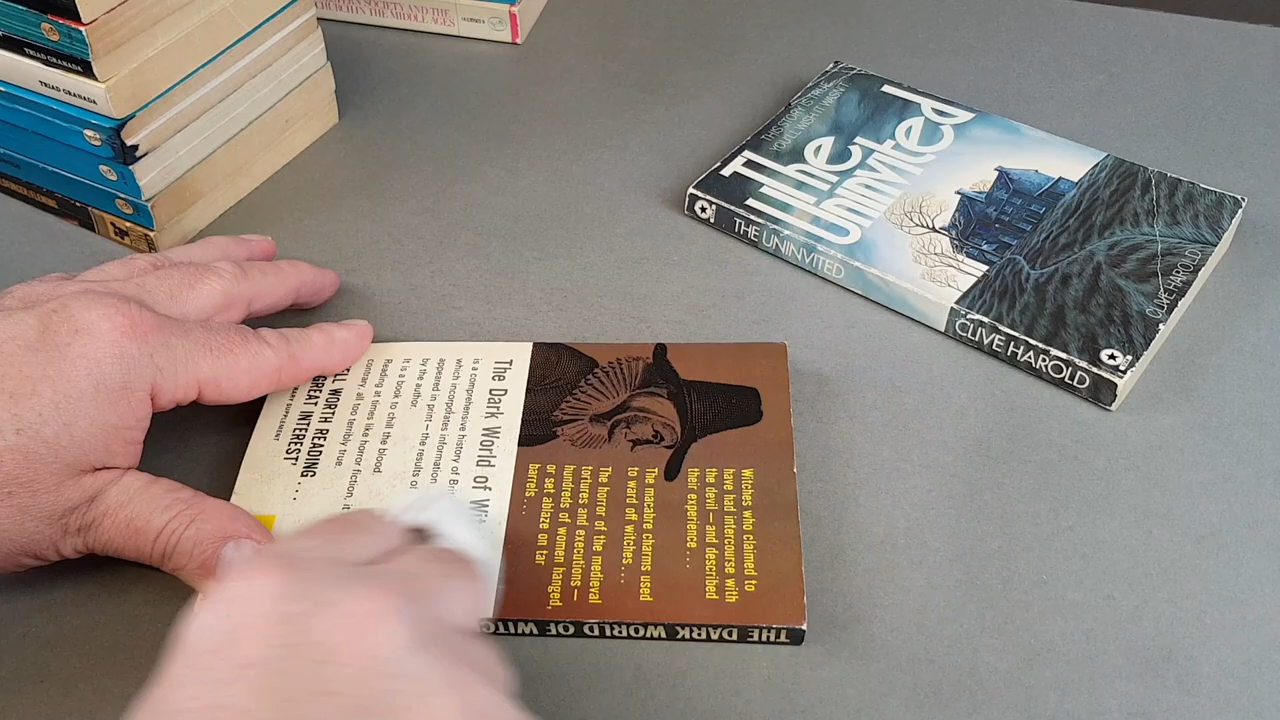 CHURCH IN THE MIDDLE AGES
TRIAD GRANADA
TRIAD GRANADA
THIS STORY IS TRUE
YOU'LL WISH IT WASN'T
The
Uninvited
CLIVE HAROLD
THE UNINVITED
CLIVE HAROLD
Witches who claimed to
have had intercourse with
the devil – and described
their experience . . .
The macabre charms used
to ward off witches . . .
The horror of the medieval
tortures and executions –
hundreds of women hanged,
or set ablaze on tar
barrels . . .
The Dark World of
is a comprehensive history of
which incorporates information
appeared in print – the results of
by the author.
It is a book to chill the blood.
Reading at times like horror fiction, it
contrary, all too terribly true.
WORTH READING
GREAT INTEREST'
SUPPLEMENT
THE DARK WORLD OF